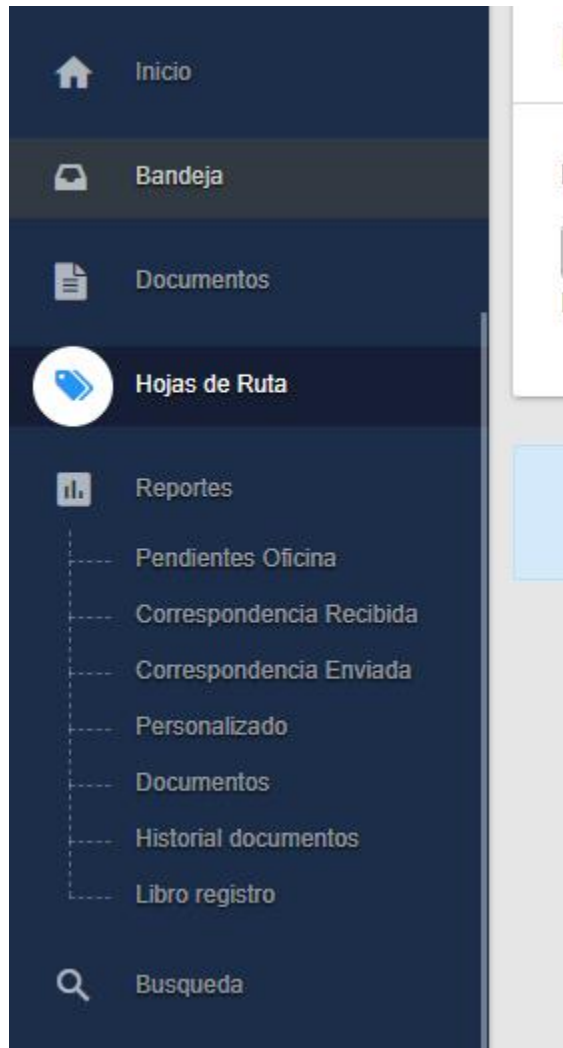 Inicio
Bandeja
Documentos
Hojas de Ruta
Reportes
Pendientes Oficina
Correspondencia Recibida
Correspondencia Enviada
Personalizado
Documentos
Historial documentos
Libro registro
Busqueda